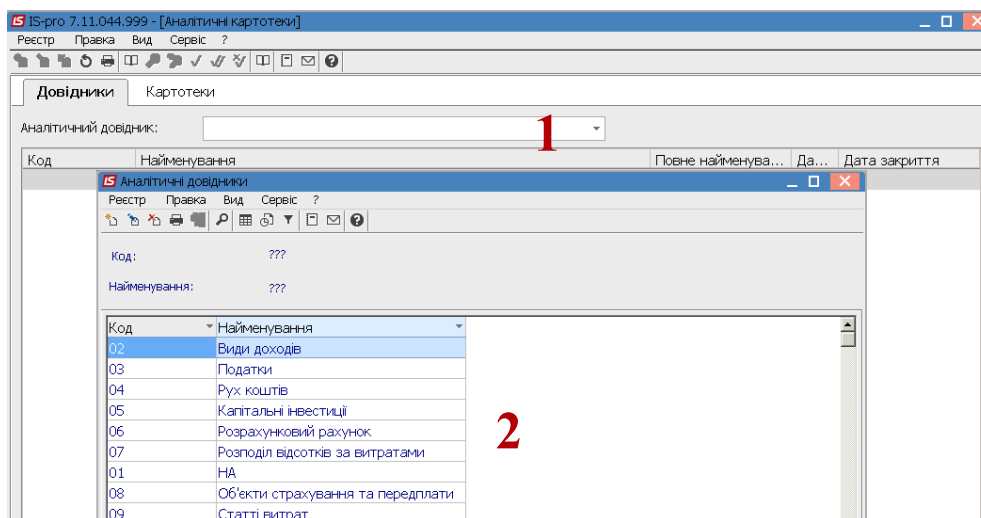 IS IS-pro 7.11.044.999 - [Аналітичні картотеки]
Реєстр Правка Вид Сервіс ?
Довідники Картотеки
Аналітичний довідник: 1
Код Найменування Повне найменува... Да... Дата закриття
IS Аналітичні довідники
Реєстр Правка Вид Сервіс ?
Код: ???
Найменування: ???
Код Найменування
02 Види доходів
03 Податки
04 Рух коштів
05 Капітальні інвестиції
06 Розрахунковий рахунок
2
07 Розподіл відсотків за витратами
01 НА
08 Об'єкти страхування та передплати
09 Статті витрат